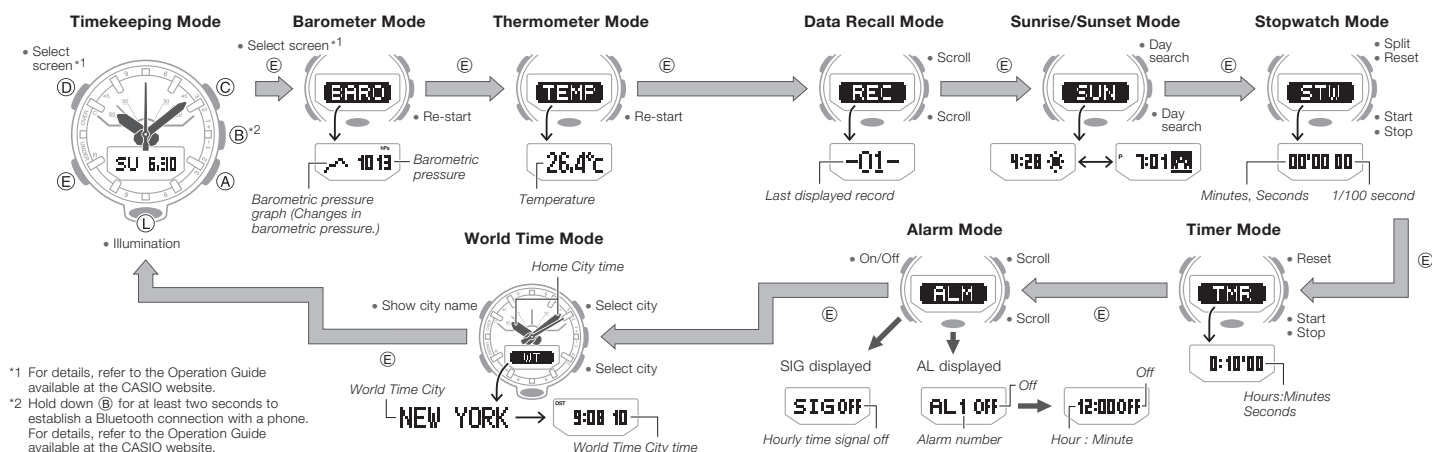 Timekeeping Mode
• Select
screen*1
D
C
B *2
E
A
L
SU 6.30
• Illumination
E
Barometer Mode
• Select screen*1
BARO
• Re-start
hPa
1013
Barometric
pressure
Barometric pressure
graph (Changes in
barometric pressure.)
E
Thermometer Mode
TEMP
• Re-start
26.4°C
Temperature
E
Data Recall Mode
• Scroll
REC
• Scroll
-01-
Last displayed record
E
Sunrise/Sunset Mode
• Day
search
SUN
• Day
search
4:28
P 7:01
E
Stopwatch Mode
• Split
• Reset
STW
• Start
• Stop
00'00 00
Minutes, Seconds
1/100 second
E
Timer Mode
• Reset
TMR
• Start
• Stop
0:10'00
Hours:Minutes
Seconds
E
Alarm Mode
• On/Off
• Scroll
ALM
• Scroll
SIG displayed
AL displayed
SIG OFF
Hourly time signal off
AL1 OFF
Off
Alarm number
12:00OFF
Off
Hour : Minute
E
World Time Mode
Home City time
• Show city name
• Select city
WT
• Select city
World Time City
NEW YORK
DST
9:08 10
World Time City time
E
*1 For details, refer to the Operation Guide
available at the CASIO website.
*2 Hold down B for at least two seconds to
establish a Bluetooth connection with a phone.
For details, refer to the Operation Guide
available at the CASIO website.